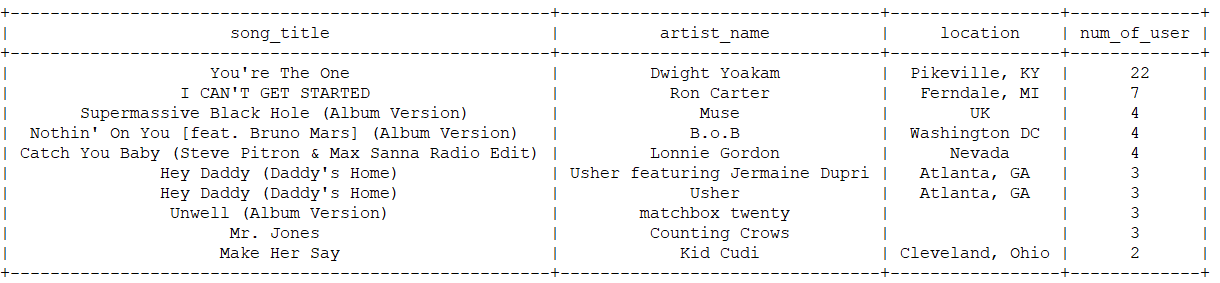 song_title | artist_name | location | num_of_user
You're The One | Dwight Yoakam | Pikeville, KY | 22
I CAN'T GET STARTED | Ron Carter | Ferndale, MI | 7
Supermassive Black Hole (Album Version) | Muse | UK | 4
Nothin' On You [feat. Bruno Mars] (Album Version) | B.o.B | Washington DC | 4
Catch You Baby (Steve Pitron & Max Sanna Radio Edit) | Lonnie Gordon | Nevada | 4
Hey Daddy (Daddy's Home) | Usher featuring Jermaine Dupri | Atlanta, GA | 3
Hey Daddy (Daddy's Home) | Usher | Atlanta, GA | 3
Unwell (Album Version) | matchbox twenty | | 3
Mr. Jones | Counting Crows | | 3
Make Her Say | Kid Cudi | Cleveland, Ohio | 2